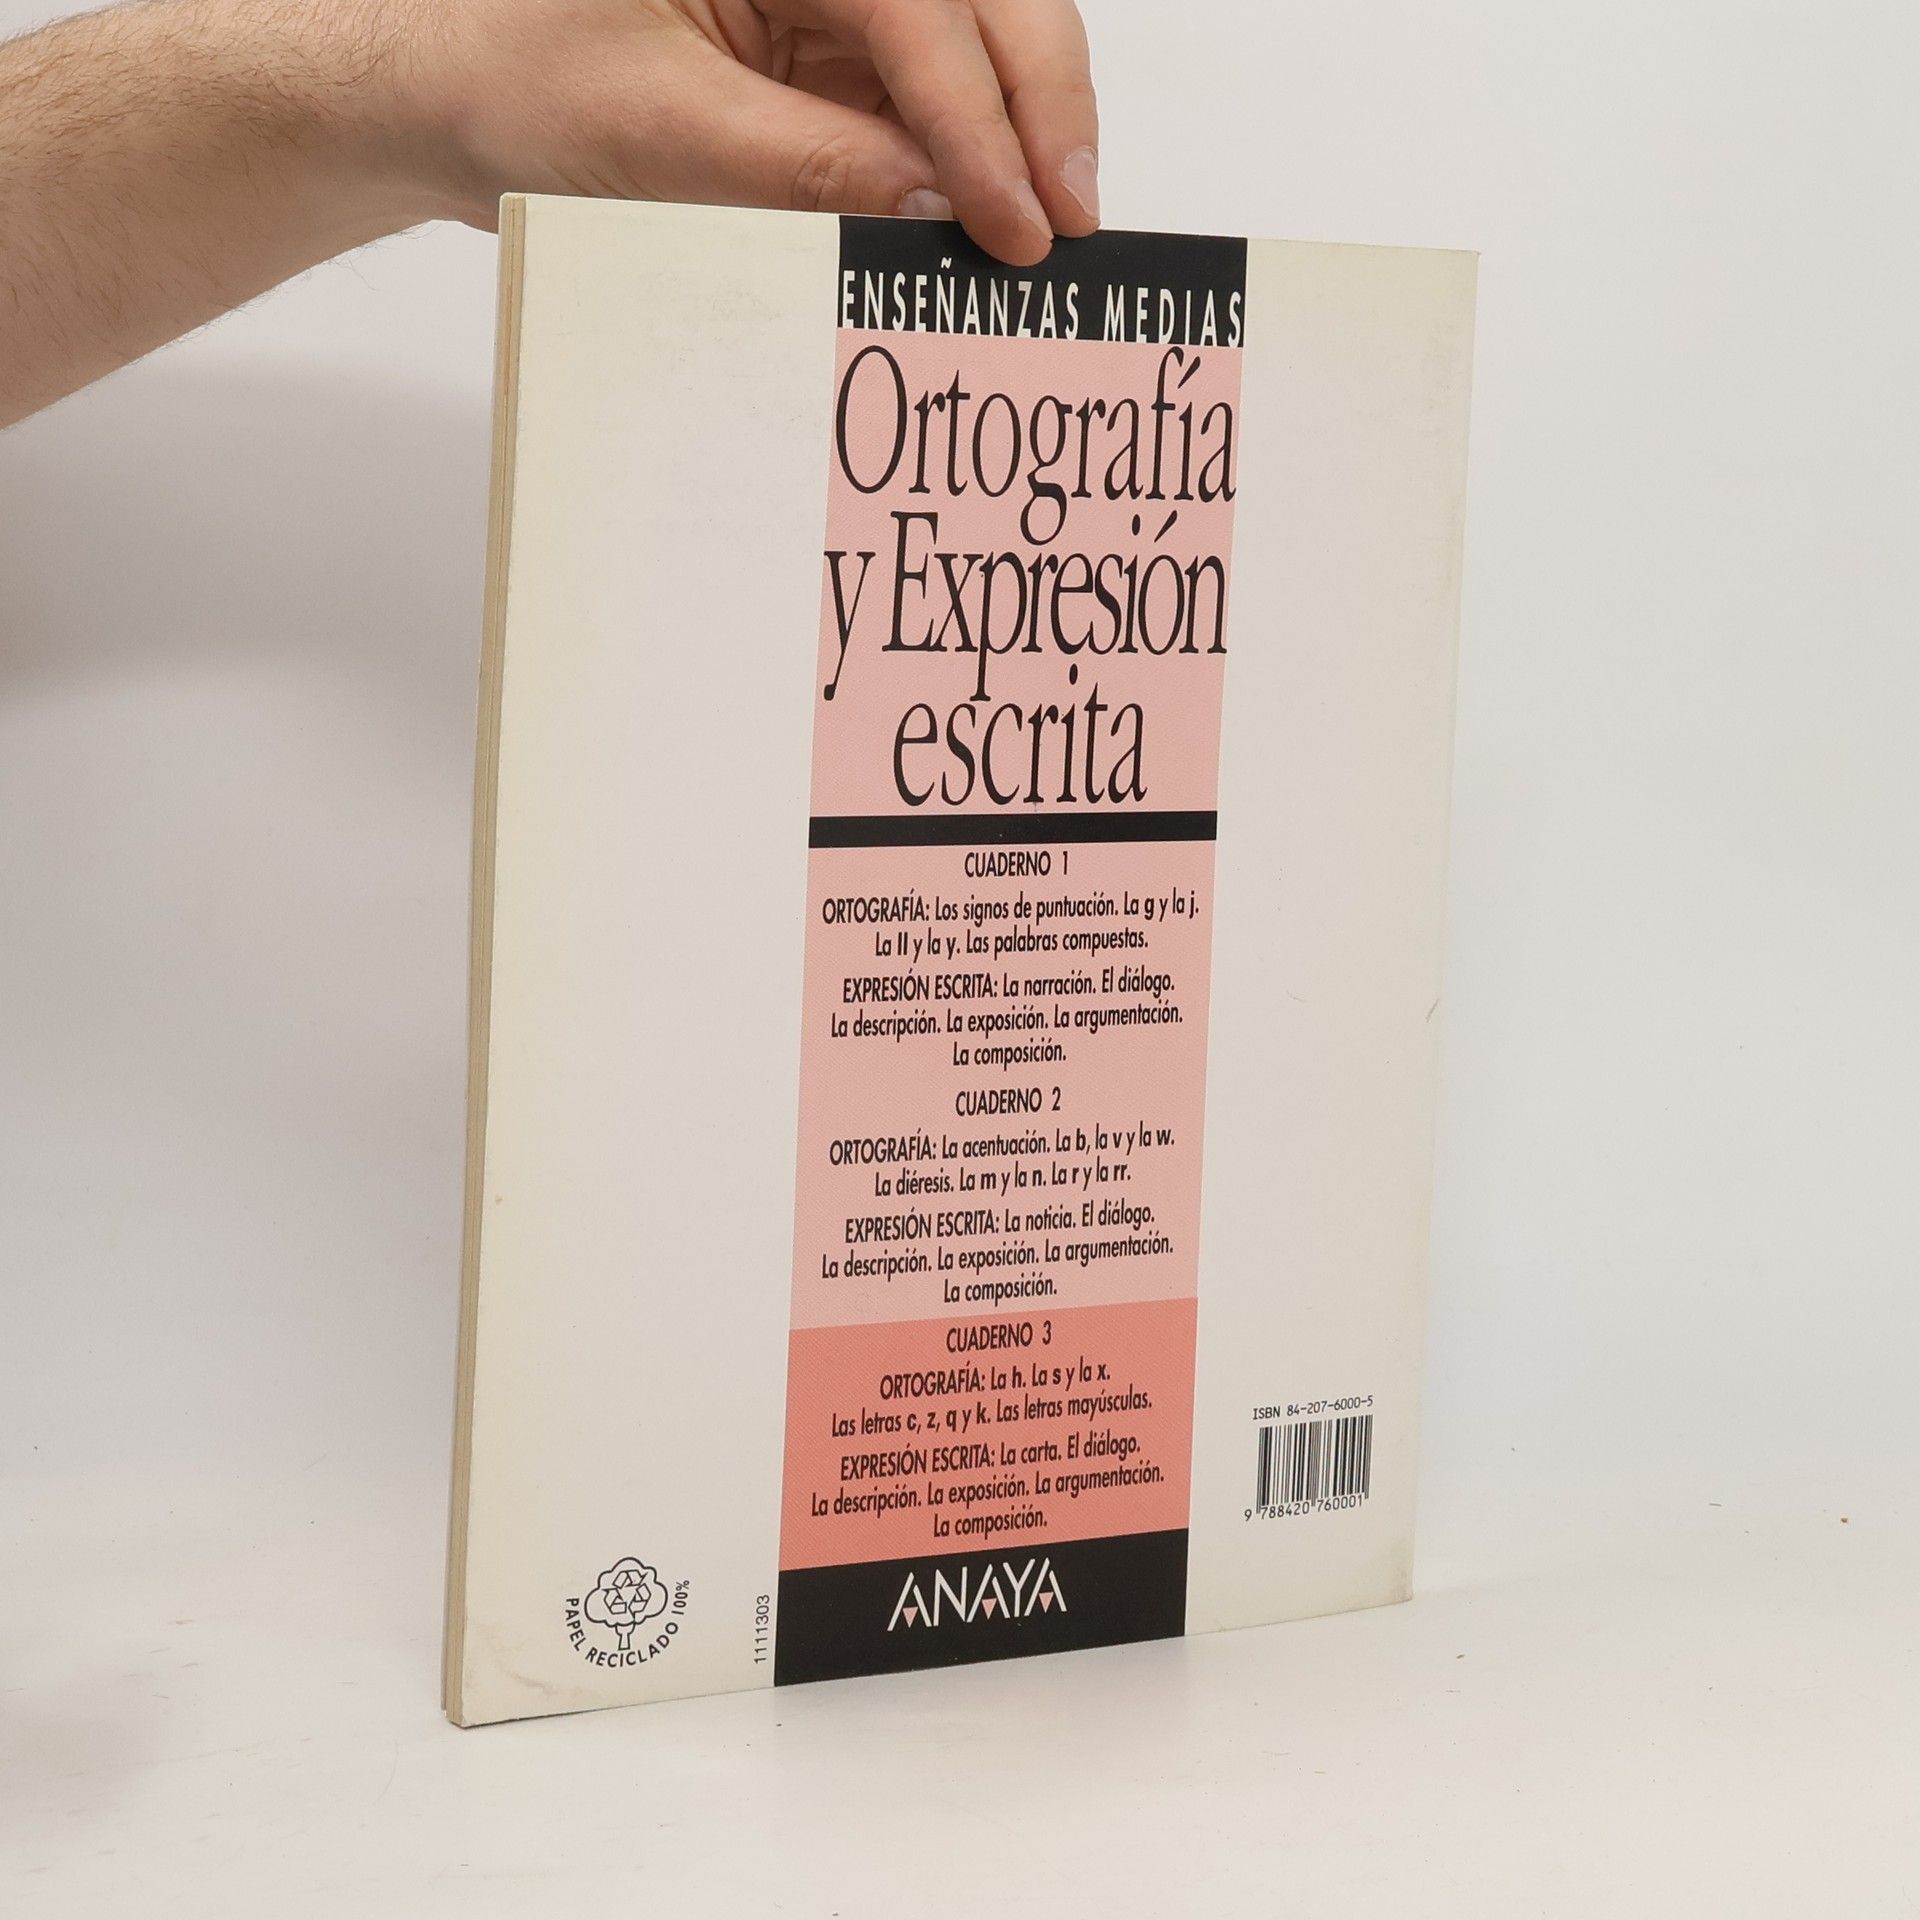 ENSEÑANZAS MEDIAS
Ortografía
y Expresión
escrita
CUADERNO 1
ORTOGRAFÍA: Los signos de puntuación. La g y la j.
La ll y la y. Las palabras compuestas.
EXPRESIÓN ESCRITA: La narración. El diálogo.
La descripción. La exposición. La argumentación.
La composición.
CUADERNO 2
ORTOGRAFÍA: La acentuación. La b, la v y la w.
La diéresis. La m y la n. La r y la rr.
EXPRESIÓN ESCRITA: La noticia. El diálogo.
La descripción. La exposición. La argumentación.
La composición.
CUADERNO 3
ORTOGRAFÍA: La h. La s y la x.
Las letras c, z, q y k. Las letras mayúsculas.
EXPRESIÓN ESCRITA: La carta. El diálogo.
La descripción. La exposición. La argumentación.
La composición.
ANAYA
PAPEL RECICLADO 100%
1111303
ISBN 84-207-6000-5
9 788420 760001